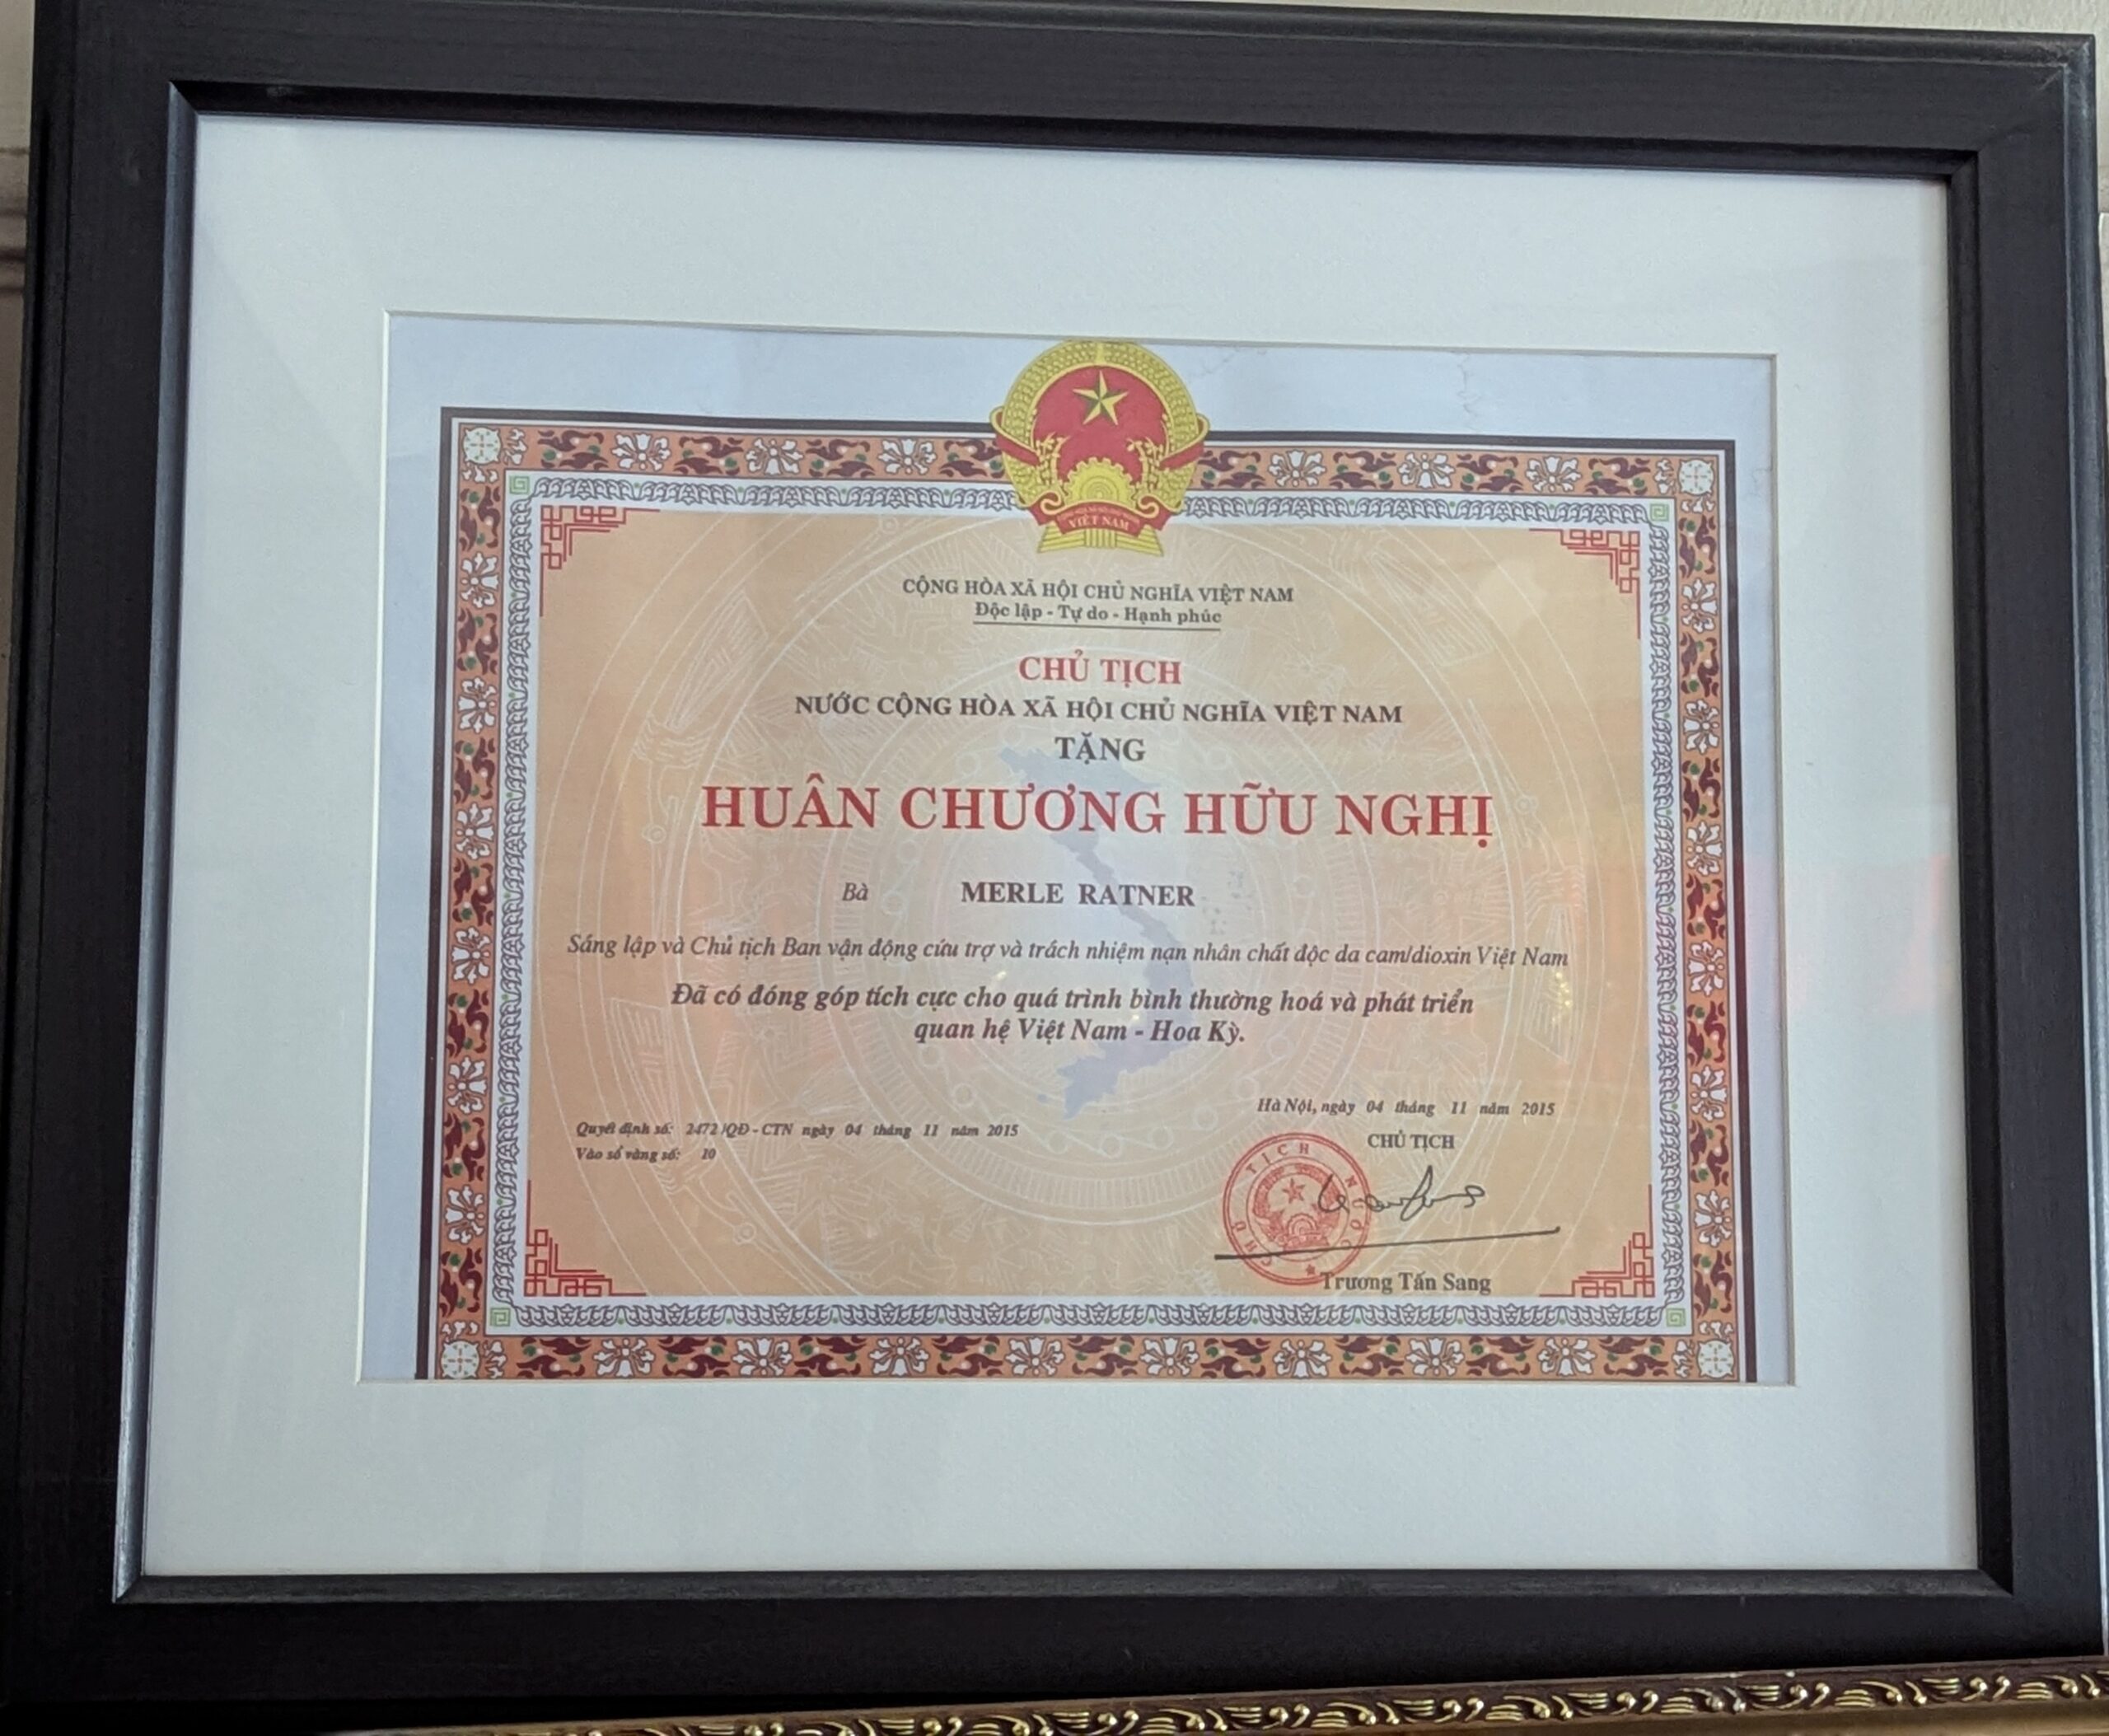 VIỆT NAM
CỘNG HÒA XÃ HỘI CHỦ NGHĨA VIỆT NAM
Độc lập - Tự do - Hạnh phúc
CHỦ TỊCH
NƯỚC CỘNG HÒA XÃ HỘI CHỦ NGHĨA VIỆT NAM
TẶNG
HUÂN CHƯƠNG HỮU NGHỊ
Bà MERLE RATNER
Sáng lập và Chủ tịch Ban vận động cứu trợ và trách nhiệm nạn nhân chất độc da cam/dioxin Việt Nam
Đã có đóng góp tích cực cho quá trình bình thường hoá và phát triển
quan hệ Việt Nam - Hoa Kỳ.
Quyết định số: 2472 /QĐ - CTN ngày 04 tháng 11 năm 2015
Vào sổ vàng số: 10
Hà Nội, ngày 04 tháng 11 năm 2015
CHỦ TỊCH
CHỦ TỊCH NƯỚC
Trương Tấn Sang